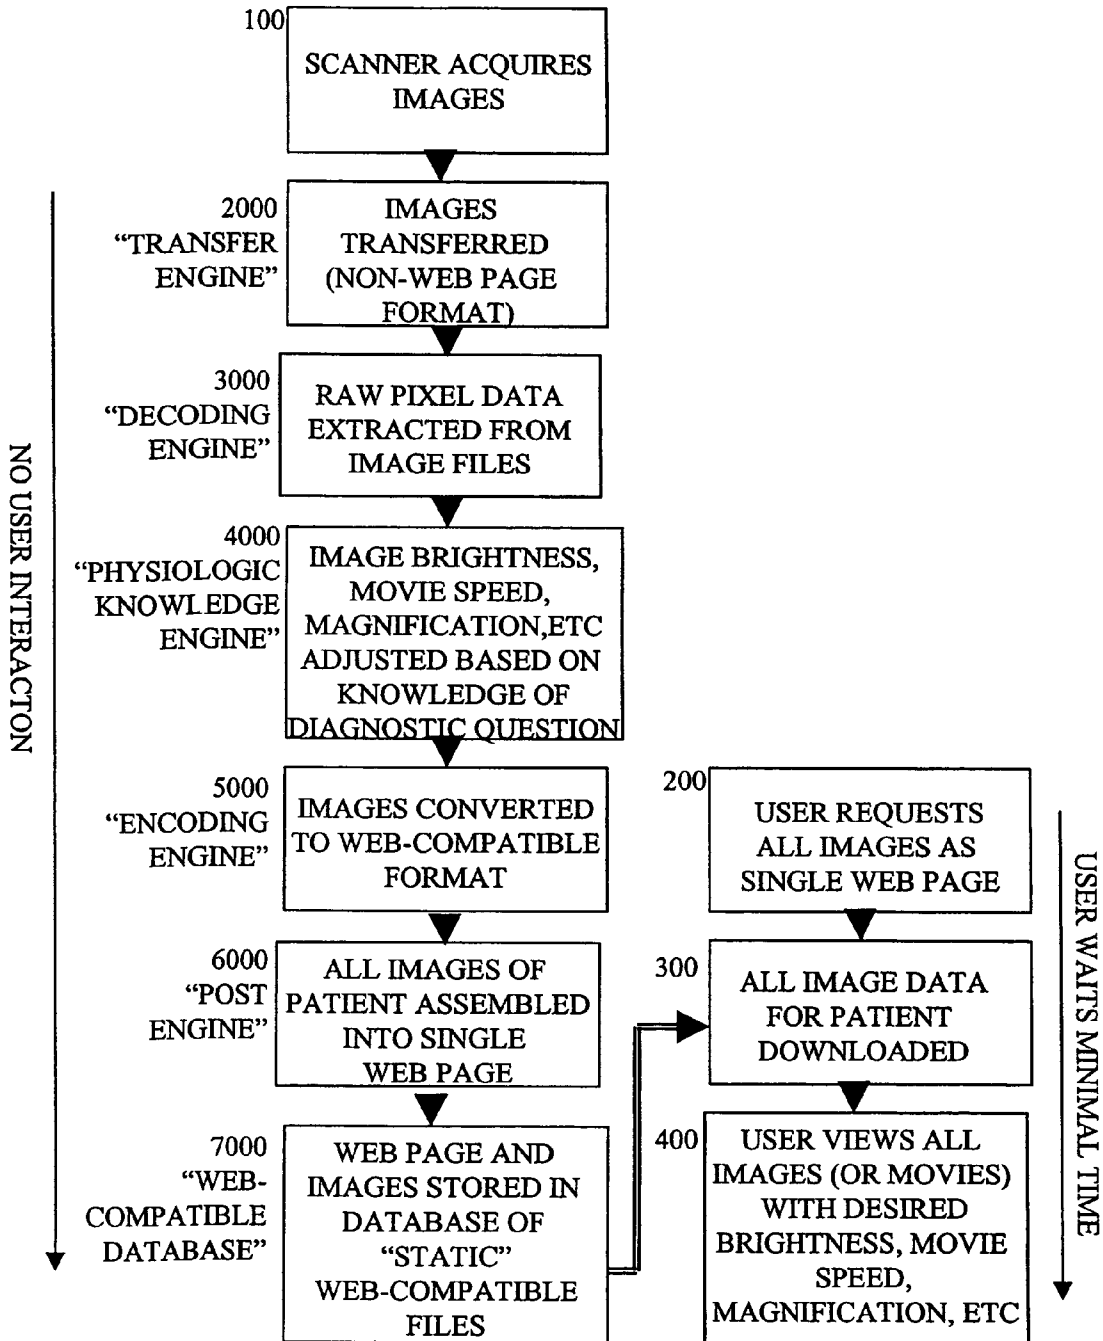 100
SCANNER ACQUIRES
IMAGES
2000
“TRANSFER
ENGINE”
IMAGES
TRANSFERRED
(NON-WEB PAGE
FORMAT)
3000
“DECODING
ENGINE”
RAW PIXEL DATA
EXTRACTED FROM
IMAGE FILES
4000
“PHYSIOLOGIC
KNOWLEDGE
ENGINE”
IMAGE BRIGHTNESS,
MOVIE SPEED,
MAGNIFICATION,ETC
ADJUSTED BASED ON
KNOWLEDGE OF
DIAGNOSTIC QUESTION
5000
“ENCODING
ENGINE”
IMAGES CONVERTED
TO WEB-COMPATIBLE
FORMAT
6000
“POST
ENGINE”
ALL IMAGES OF
PATIENT ASSEMBLED
INTO SINGLE
WEB PAGE
7000
“WEB-
COMPATIBLE
DATABASE”
WEB PAGE AND
IMAGES STORED IN
DATABASE OF
“STATIC”
WEB-COMPATIBLE
FILES
NO USER INTERACTON
200
USER REQUESTS
ALL IMAGES AS
SINGLE WEB PAGE
300
ALL IMAGE DATA
FOR PATIENT
DOWNLOADED
400
USER VIEWS ALL
IMAGES (OR MOVIES)
WITH DESIRED
BRIGHTNESS, MOVIE
SPEED,
MAGNIFICATION, ETC
USER WAITS MINIMAL TIME